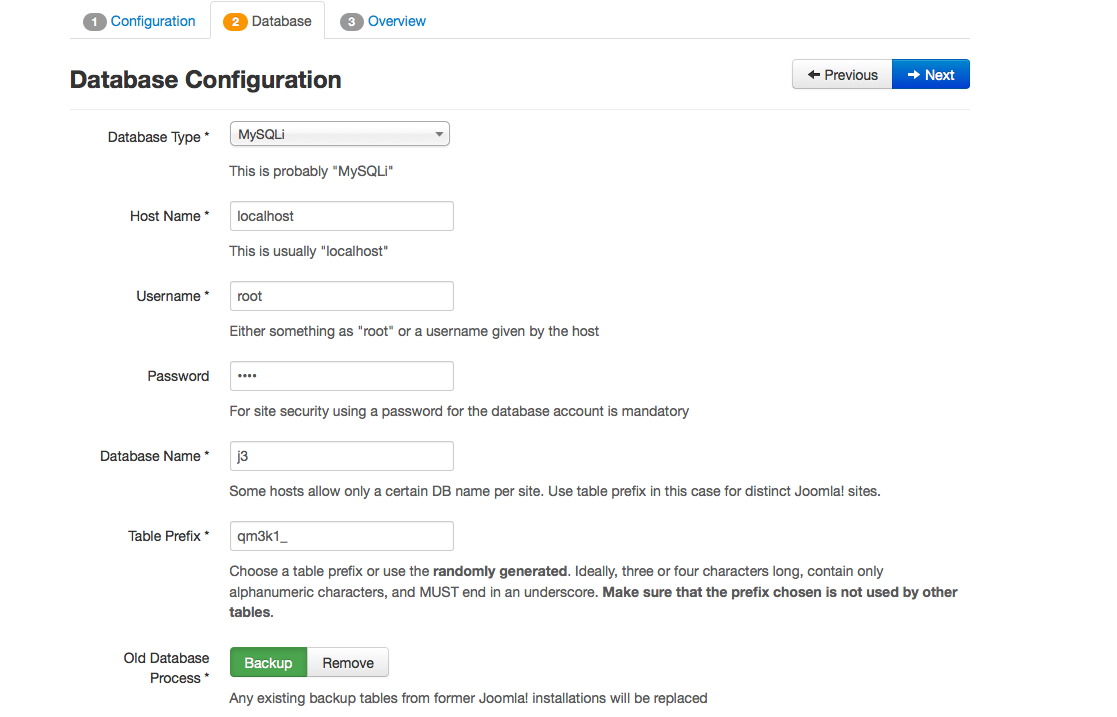 1 Configuration 2 Database 3 Overview
Database Configuration
Previous Next
Database Type * MySQLi
This is probably "MySQLi"
Host Name * localhost
This is usually "localhost"
Username * root
Either something as "root" or a username given by the host
Password ••••
For site security using a password for the database account is mandatory
Database Name * j3
Some hosts allow only a certain DB name per site. Use table prefix in this case for distinct Joomla! sites.
Table Prefix * qm3k1_
Choose a table prefix or use the randomly generated. Ideally, three or four characters long, contain only
alphanumeric characters, and MUST end in an underscore. Make sure that the prefix chosen is not used by other
tables.
Old Database
Process * Backup Remove
Any existing backup tables from former Joomla! installations will be replaced